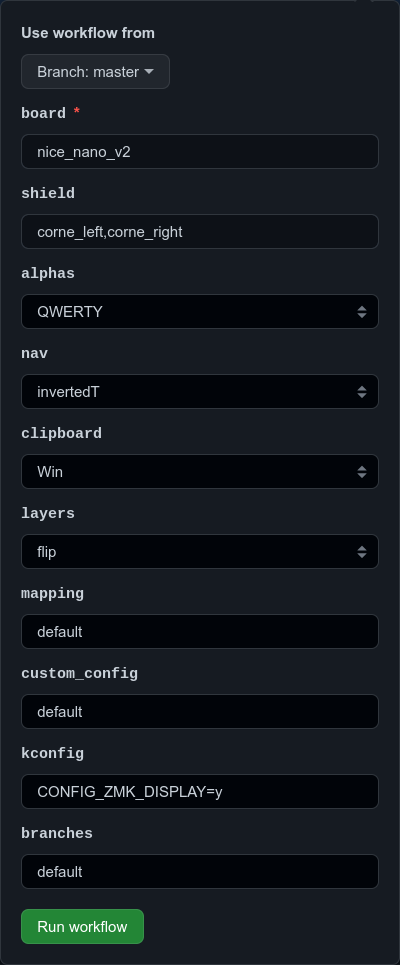 Use workflow from
Branch: master
board *
nice_nano_v2
shield
corne_left,corne_right
alphas
QWERTY
nav
invertedT
clipboard
Win
layers
flip
mapping
default
custom_config
default
kconfig
CONFIG_ZMK_DISPLAY=y
branches
default
Run workflow